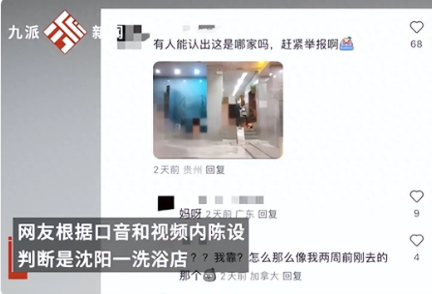 九派 新闻
有人能认出这是哪家吗，赶紧举报啊
68
2天前 贵州 回复
妈呀
2天前 广东 回复
9
网友根据口音和视频内陈设
判断是沈阳一洗浴店
？？我靠？怎么那么像我两周前刚去的
那个
2天前 加拿大 回复
9